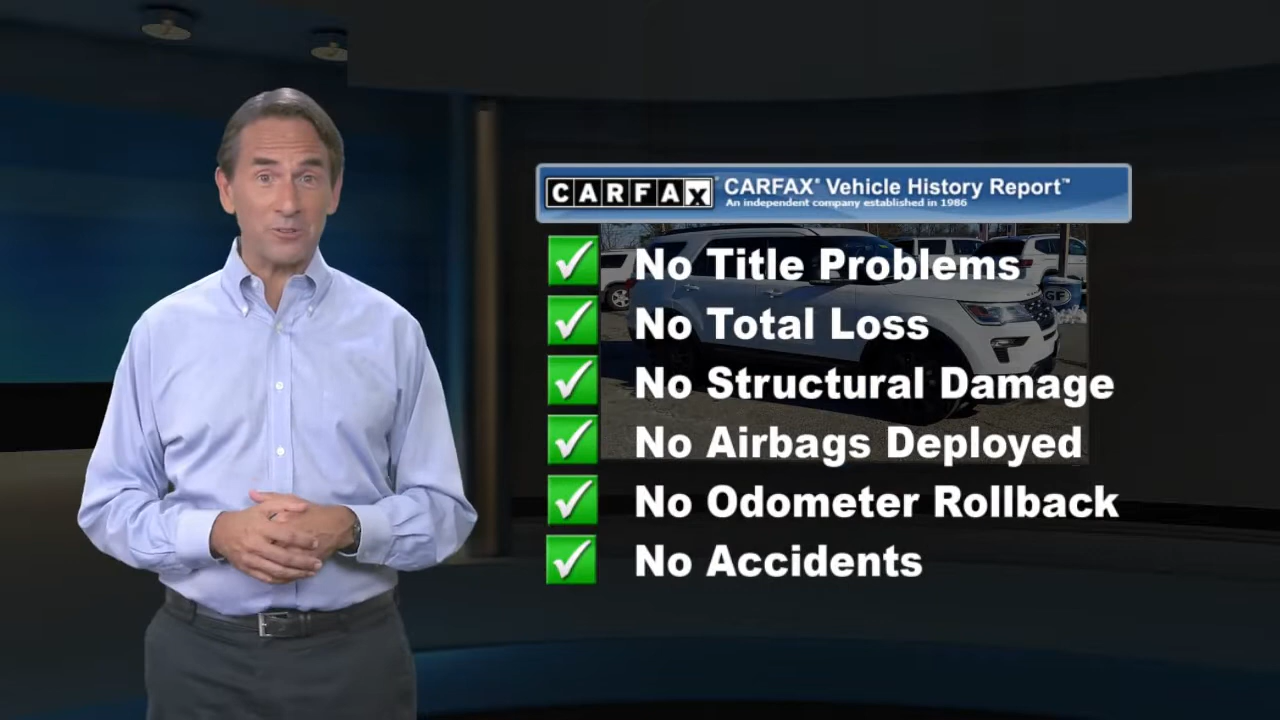 CARFAX
CARFAX® Vehicle History Report™
An independent company established in 1986
No Title Problems
No Total Loss
No Structural Damage
No Airbags Deployed
No Odometer Rollback
No Accidents
GF